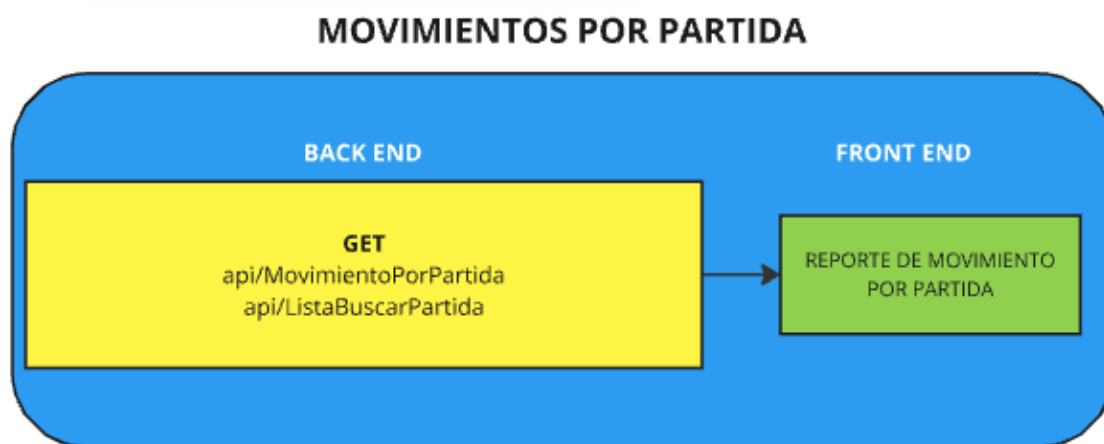 MOVIMIENTOS POR PARTIDA
BACK END
FRONT END
GET
api/MovimientoPorPartida
api/ListaBuscarPartida
REPORTE DE MOVIMIENTO
POR PARTIDA